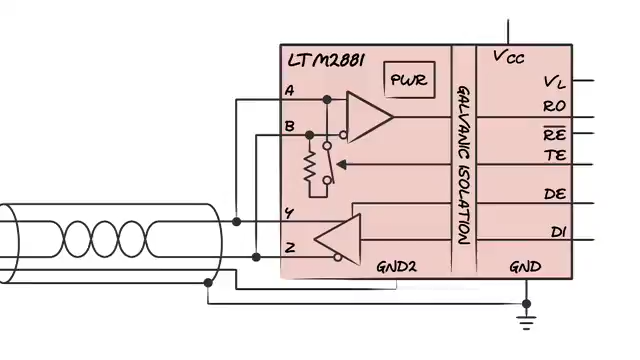 LTM2881
VCC
PWR
VL
A
RO
B
RE
TE
GALVANIC ISOLATION
Y
DE
Z
DI
GND2
GND